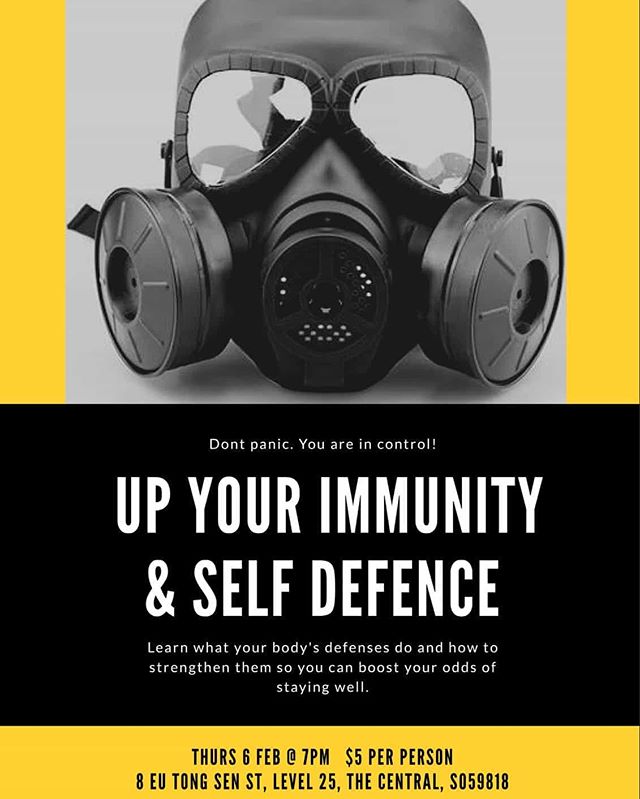 Dont panic. You are in control!
UP YOUR IMMUNITY
& SELF DEFENCE
Learn what your body's defenses do and how to
strengthen them so you can boost your odds of
staying well.
THURS 6 FEB @ 7PM $5 PER PERSON
8 EU TONG SEN ST, LEVEL 25, THE CENTRAL, SO59818